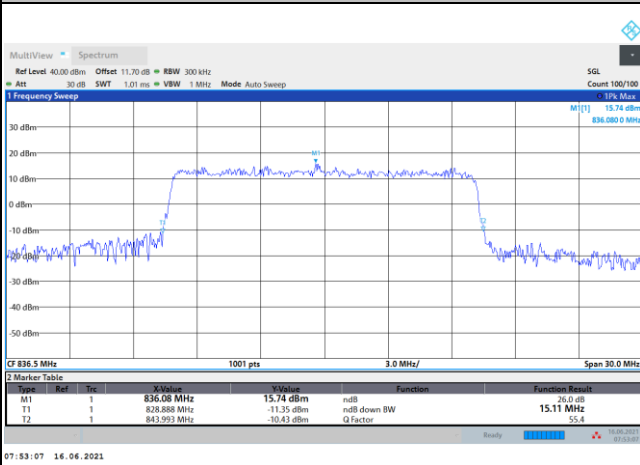 MultiView Spectrum
Ref Level 40.00 dBm Offset 11.70 dB RBW 300 kHz SGL
Att 30 dB SWT 1.01 ms VBW 1 MHz Mode Auto Sweep Count 100/100
1 Frequency Sweep 1Pk Max
M1[1] 15.74 dBm
836.080 0 MHz
30 dBm
20 dBm
M1
10 dBm
0 dBm
T1
T2
-10 dBm
-20 dBm
-30 dBm
-40 dBm
-50 dBm
CF 836.5 MHz 1001 pts 3.0 MHz/ Span 30.0 MHz
2 Marker Table
Type Ref Trc X-Value Y-Value Function Function Result
M1 1 836.08 MHz 15.74 dBm ndB 26.0 dB
T1 1 828.888 MHz -11.35 dBm ndB down BW 15.11 MHz
T2 1 843.993 MHz -10.43 dBm Q Factor 55.4
Ready 16.06.2021
07:53:07
07:53:07 16.06.2021